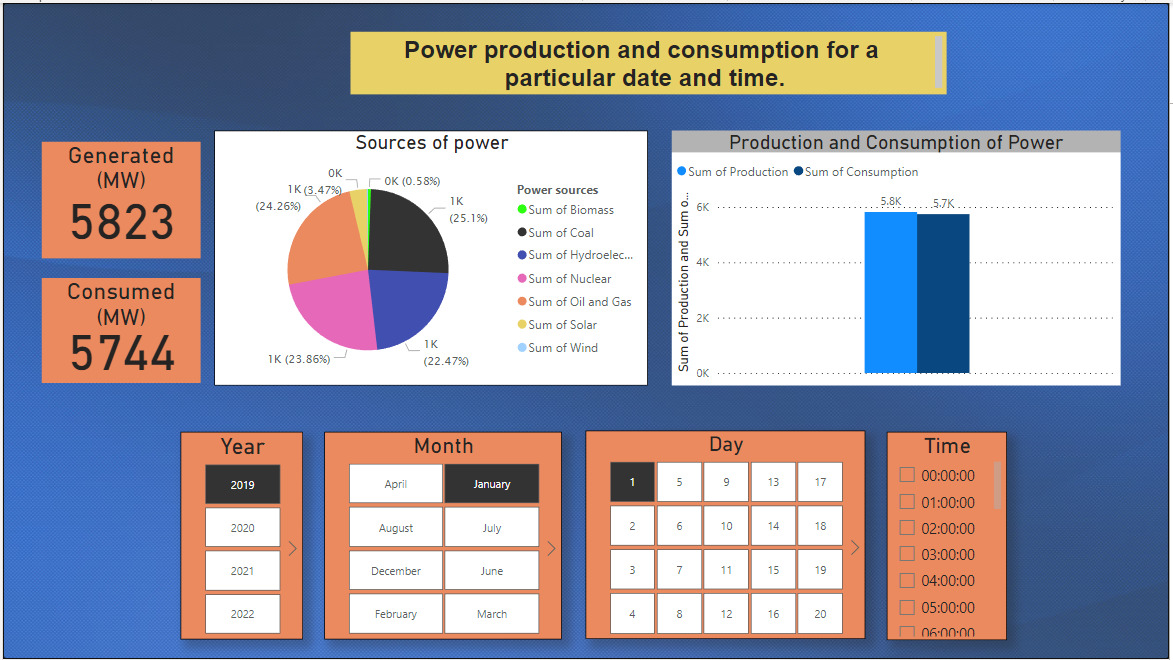 Power production and consumption for a
particular date and time.
Generated
(MW)
5823
Consumed
(MW)
5744
Sources of power
0K
1K (3.47%)
(24.26%)
0K (0.58%)
1K
(25.1%)
1K (23.86%)
1K
(22.47%)
Power sources
Sum of Biomass
Sum of Coal
Sum of Hydroelec...
Sum of Nuclear
Sum of Oil and Gas
Sum of Solar
Sum of Wind
Production and Consumption of Power
Sum of Production Sum of Consumption
Sum of Production and Sum o...
6K
4K
2K
0K
5.8K
5.7K
Year
2019
2020
2021
2022
Month
April January
August July
December June
February March
Day
1 5 9 13 17
2 6 10 14 18
3 7 11 15 19
4 8 12 16 20
Time
00:00:00
01:00:00
02:00:00
03:00:00
04:00:00
05:00:00
06:00:00